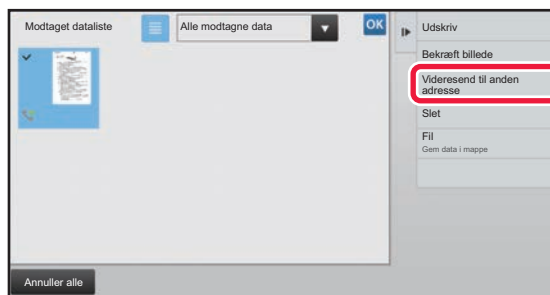 Modtaget dataliste
Alle modtagne data
OK
Udskriv
Bekræft billede
Videresend til anden
adresse
Slet
Fil
Gem data i mappe
Annuller alle